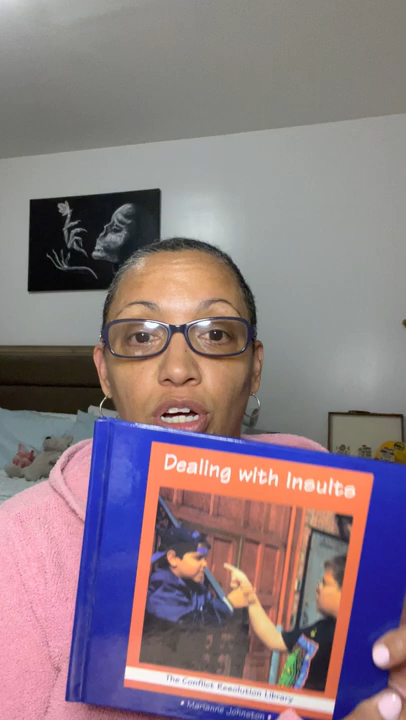 Dealing with Insults
The Conflict Resolution Library
• Marianne Johnston •